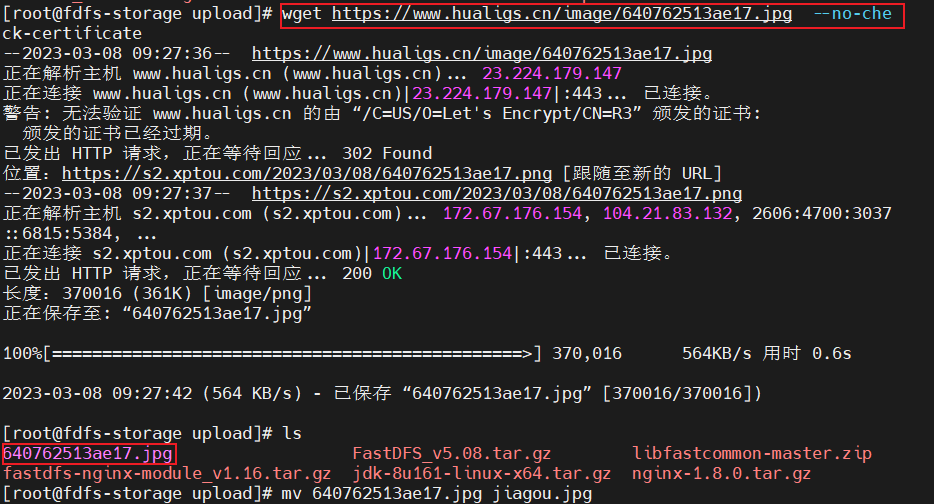 [root@fdfs-storage upload]# wget https://www.hualigs.cn/image/640762513ae17.jpg  --no-che
ck-certificate
--2023-03-08 09:27:36--  https://www.hualigs.cn/image/640762513ae17.jpg
正在解析主机 www.hualigs.cn (www.hualigs.cn)... 23.224.179.147
正在连接 www.hualigs.cn (www.hualigs.cn)|23.224.179.147|:443... 已连接。
警告: 无法验证 www.hualigs.cn 的由 “/C=US/O=Let's Encrypt/CN=R3” 颁发的证书:
  颁发的证书已经过期。
已发出 HTTP 请求，正在等待回应... 302 Found
位置：https://s2.xptou.com/2023/03/08/640762513ae17.png [跟随至新的 URL]
--2023-03-08 09:27:37--  https://s2.xptou.com/2023/03/08/640762513ae17.png
正在解析主机 s2.xptou.com (s2.xptou.com)... 172.67.176.154, 104.21.83.132, 2606:4700:3037
::6815:5384, ...
正在连接 s2.xptou.com (s2.xptou.com)|172.67.176.154|:443... 已连接。
已发出 HTTP 请求，正在等待回应... 200 OK
长度：370016 (361K) [image/png]
正在保存至: “640762513ae17.jpg”
100%[===============================================>] 370,016      564KB/s 用时 0.6s
2023-03-08 09:27:42 (564 KB/s) - 已保存 “640762513ae17.jpg” [370016/370016])
[root@fdfs-storage upload]# ls
640762513ae17.jpg                  FastDFS_v5.08.tar.gz        libfastcommon-master.zip
fastdfs-nginx-module_v1.16.tar.gz  jdk-8u161-linux-x64.tar.gz  nginx-1.8.0.tar.gz
[root@fdfs-storage upload]# mv 640762513ae17.jpg jiagou.jpg